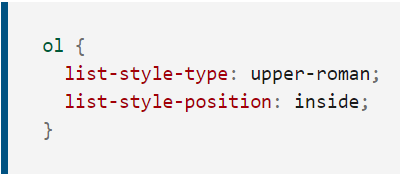 ol {
  list-style-type: upper-roman;
  list-style-position: inside;
}